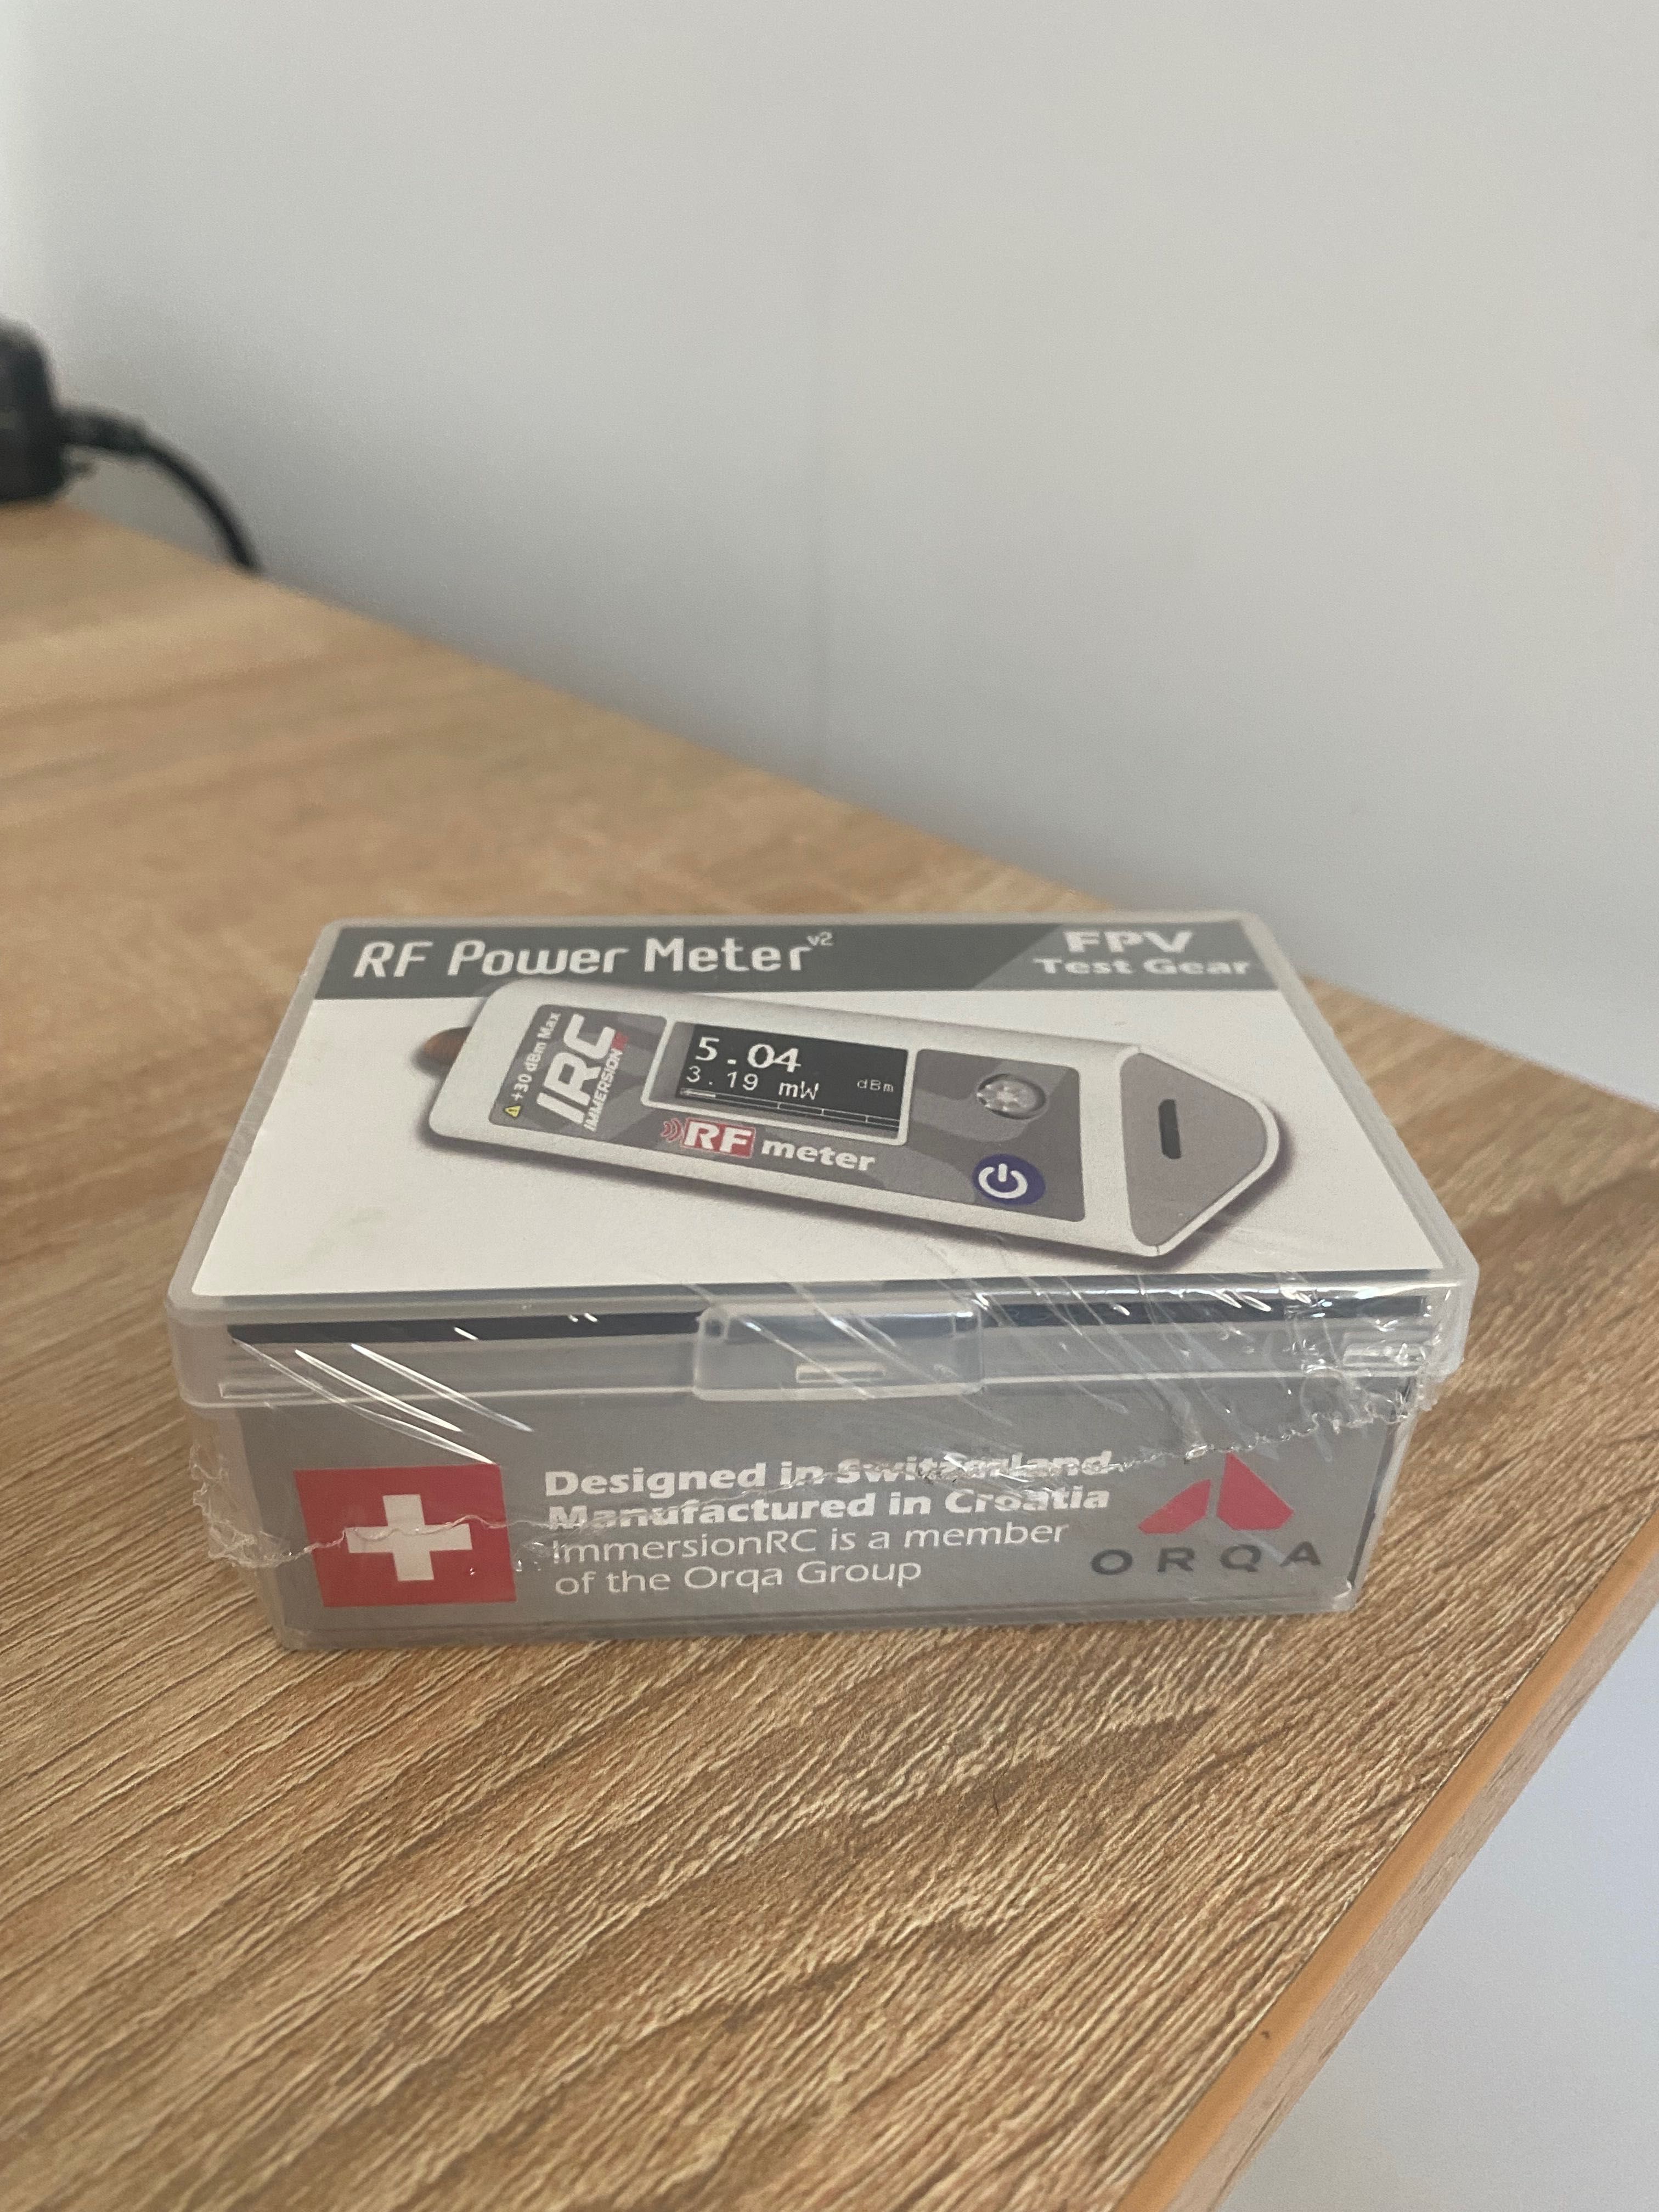 RF Power Meter v2
FPV
Test Gear
+30 dBm Max
IRC
IMMERSIONRC
5.04
3.19 mW dBm
RF meter
Designed in Switzerland
Manufactured in Croatia
ImmersionRC is a member
of the Orqa Group
ORQA